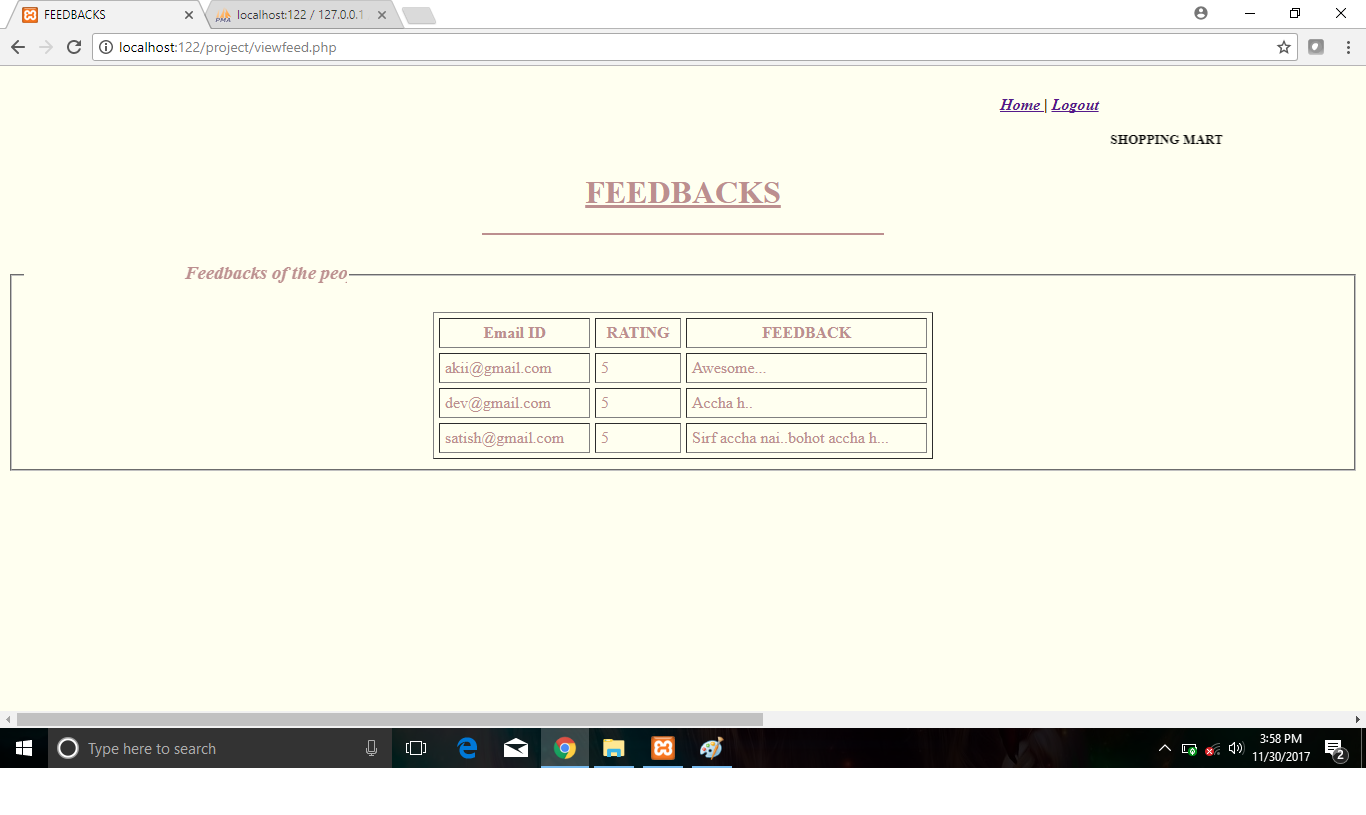 FEEDBACKS
localhost:122 / 127.0.0.1
localhost:122/project/viewfeed.php
Home | Logout
SHOPPING MART
FEEDBACKS
Feedbacks of the peo
Email ID RATING FEEDBACK
akii@gmail.com 5 Awesome...
dev@gmail.com 5 Accha h..
satish@gmail.com 5 Sirf accha nai..bohot accha h...
Type here to search
3:58 PM
11/30/2017
2